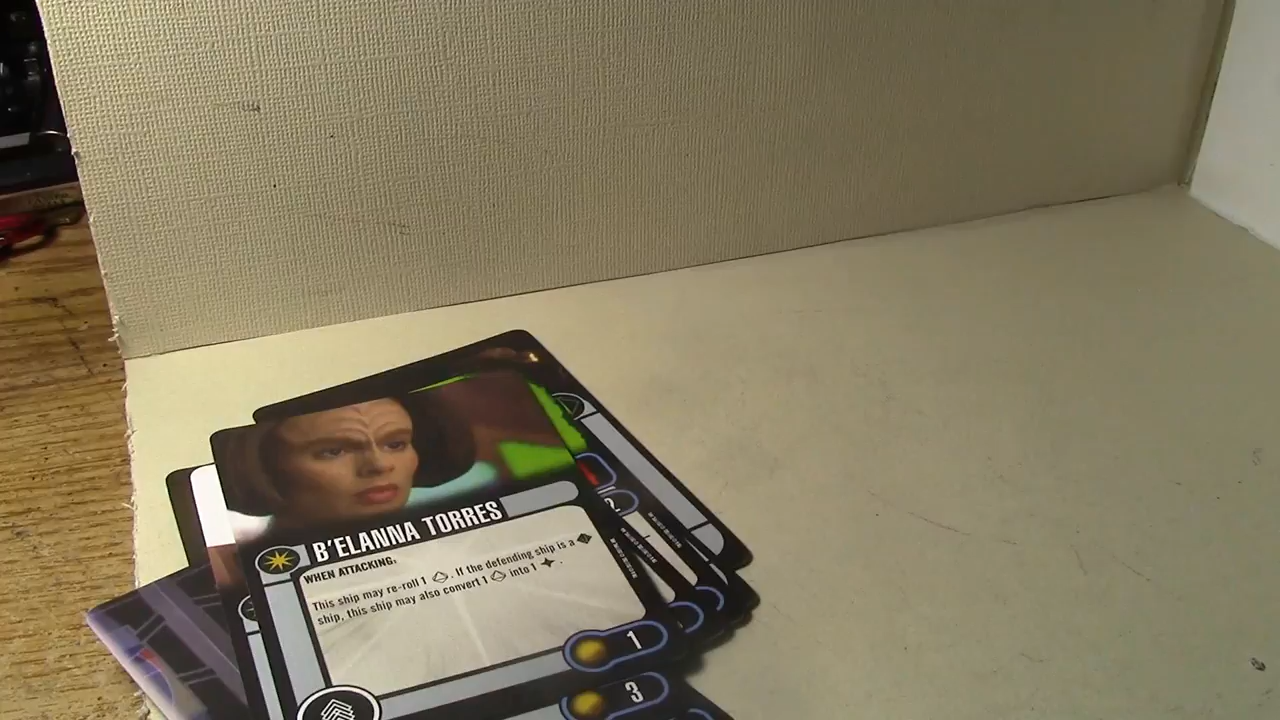 B'ELANNA TORRES
WHEN ATTACKING:
This ship may re-roll 1 . If the defending ship is a
ship, this ship may also convert 1 into 1 .
1
3